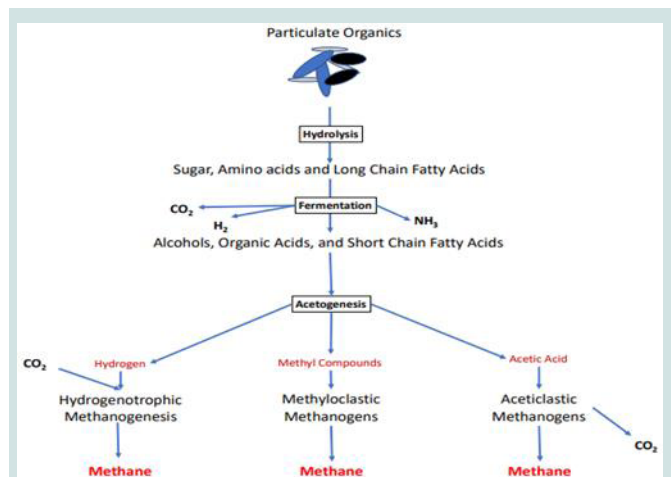 Particulate Organics
Hydrolysis
Sugar, Amino acids and Long Chain Fatty Acids
CO₂
Fermentation
H₂
NH₃
Alcohols, Organic Acids, and Short Chain Fatty Acids
Acetogenesis
CO₂
Hydrogen
Methyl Compounds
Acetic Acid
Hydrogenotrophic
Methanogenesis
Methyloclastic
Methanogens
Aceticlastic
Methanogens
CO₂
Methane
Methane
Methane